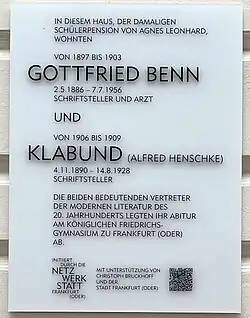 IN DIESEM HAUS, DER DAMALIGEN
SCHÜLERPENSION VON AGNES LEONHARD,
WOHNTEN
VON 1897 BIS 1903
GOTTFRIED BENN
2.5.1886 – 7.7.1956
SCHRIFTSTELLER UND ARZT
UND
VON 1906 BIS 1909
KLABUND (ALFRED HENSCHKE)
4.11.1890 – 14.8.1928
SCHRIFTSTELLER
DIE BEIDEN BEDEUTENDEN VERTRETER
DER MODERNEN LITERATUR DES
20. JAHRHUNDERTS LEGTEN IHR ABITUR
AM KÖNIGLICHEN FRIEDRICHS-
GYMNASIUM ZU FRANKFURT (ODER)
AB.
INITIIERT
DURCH DIE
NETZ
WERK
STATT
FRANKFURT
(ODER)
MIT UNTERSTÜTZUNG VON
CHRISTOPH BRUCKHOFF
UND DER
STADT FRANKFURT (ODER)